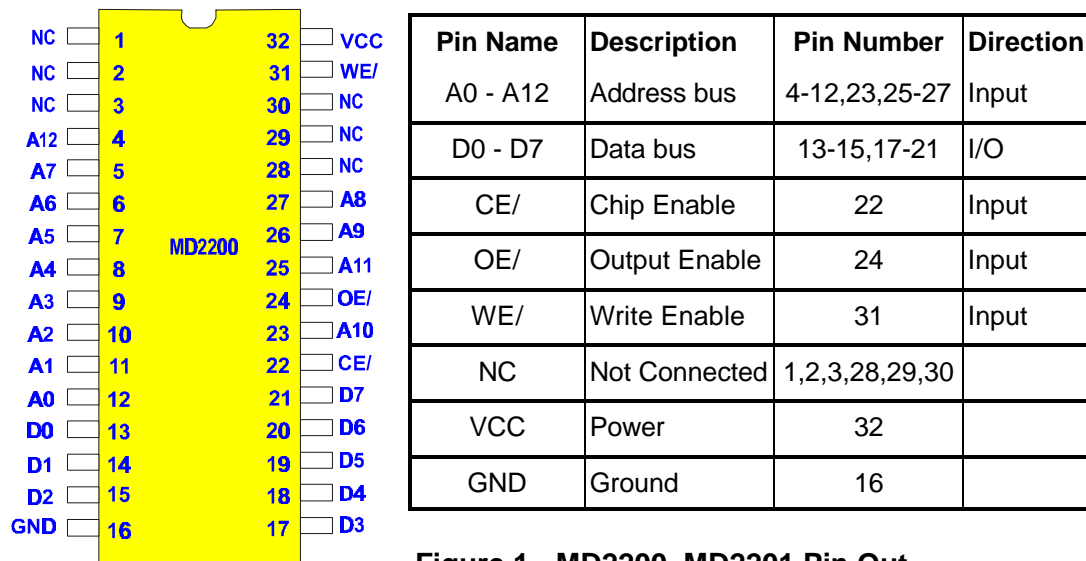 NC 1 32 VCC
NC 2 31 WE/
NC 3 30 NC
A12 4 29 NC
A7 5 28 NC
A6 6 27 A8
A5 7 26 A9
MD2200
A4 8 25 A11
A3 9 24 OE/
A2 10 23 A10
A1 11 22 CE/
A0 12 21 D7
D0 13 20 D6
D1 14 19 D5
D2 15 18 D4
GND 16 17 D3
Pin Name Description Pin Number Direction
A0 - A12 Address bus 4-12,23,25-27 Input
D0 - D7 Data bus 13-15,17-21 I/O
CE/ Chip Enable 22 Input
OE/ Output Enable 24 Input
WE/ Write Enable 31 Input
NC Not Connected 1,2,3,28,29,30
VCC Power 32
GND Ground 16
Figure 1 - MD2200, MD2201 Pin Out